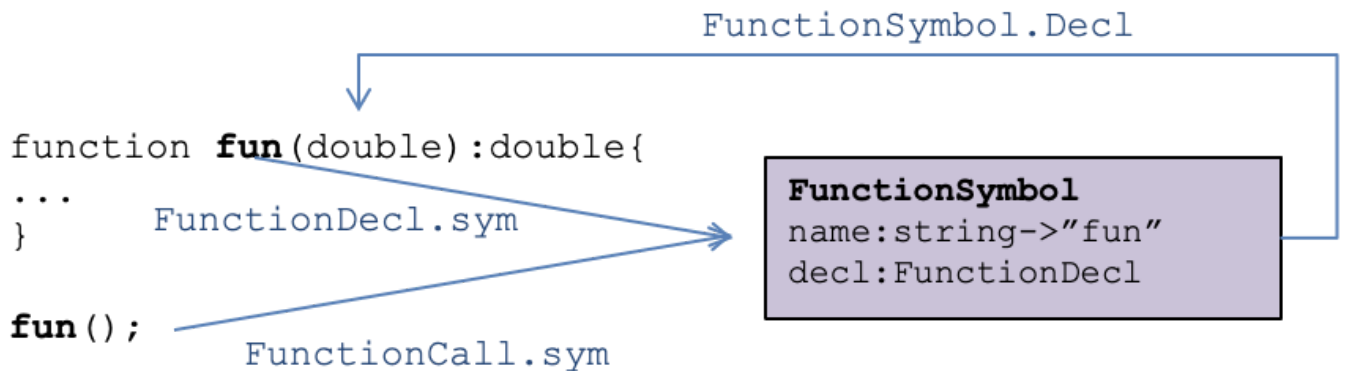 FunctionSymbol.Decl
function fun(double):double{
...
}
FunctionDecl.sym
fun();
FunctionCall.sym
FunctionSymbol
name:string->”fun”
decl:FunctionDecl